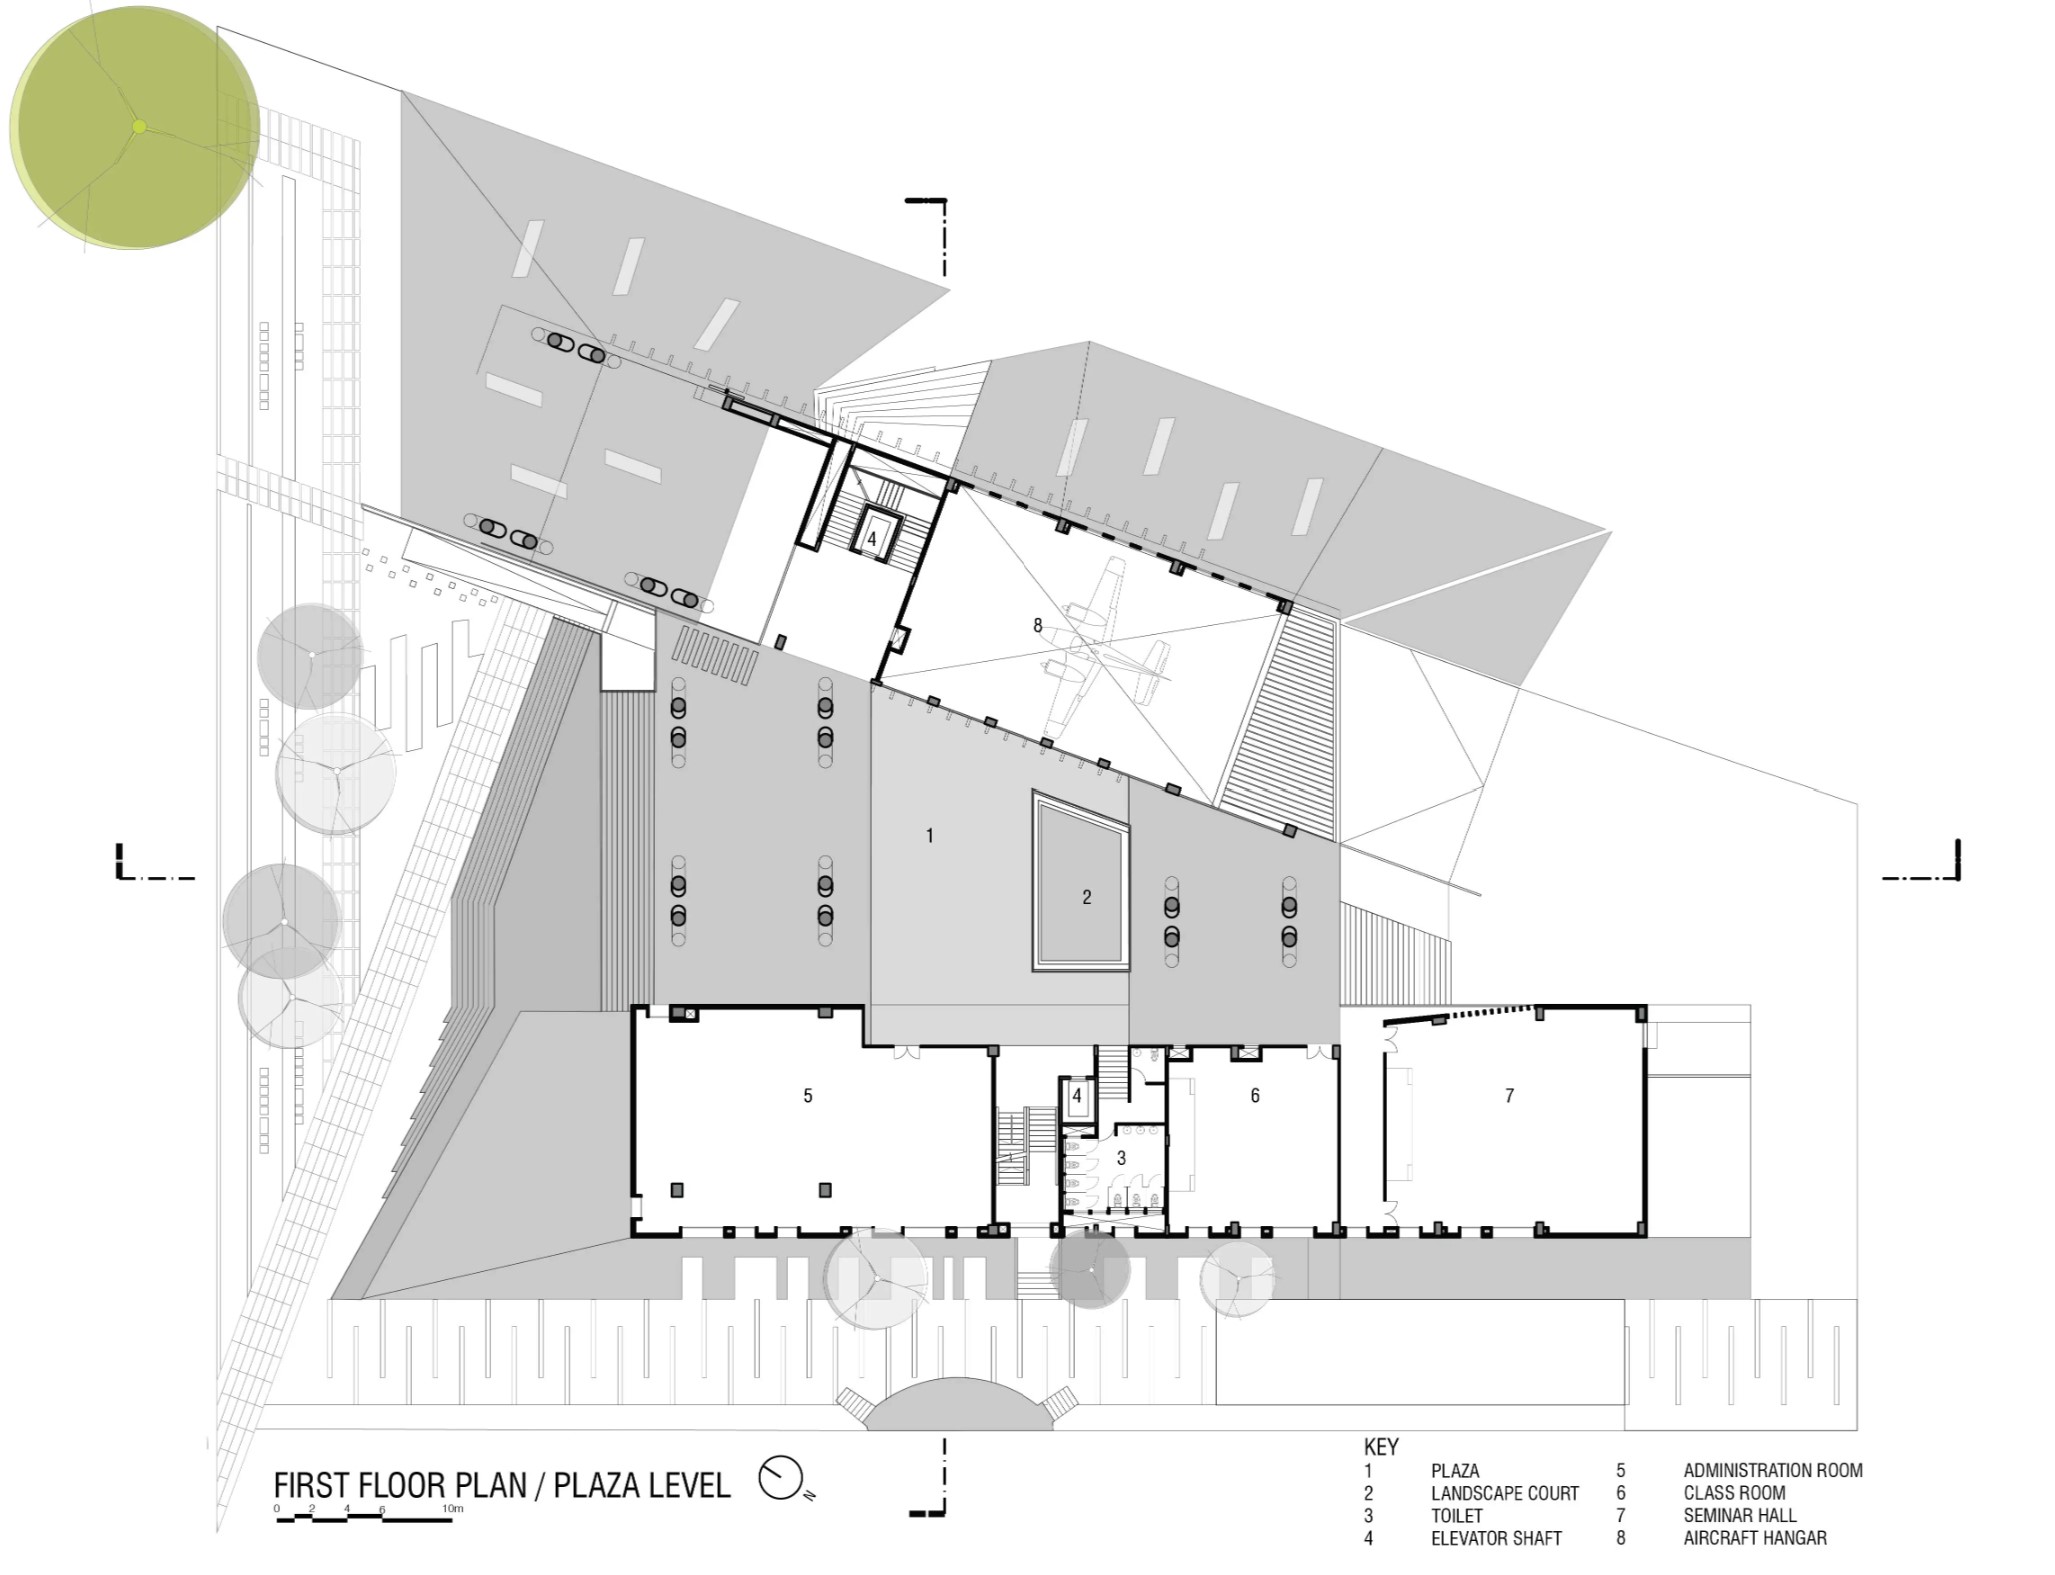 4
8
1
2
5
4
6
7
3
FIRST FLOOR PLAN / PLAZA LEVEL
N
0 2 4 6 10m
KEY
1 PLAZA 5 ADMINISTRATION ROOM
2 LANDSCAPE COURT 6 CLASS ROOM
3 TOILET 7 SEMINAR HALL
4 ELEVATOR SHAFT 8 AIRCRAFT HANGAR